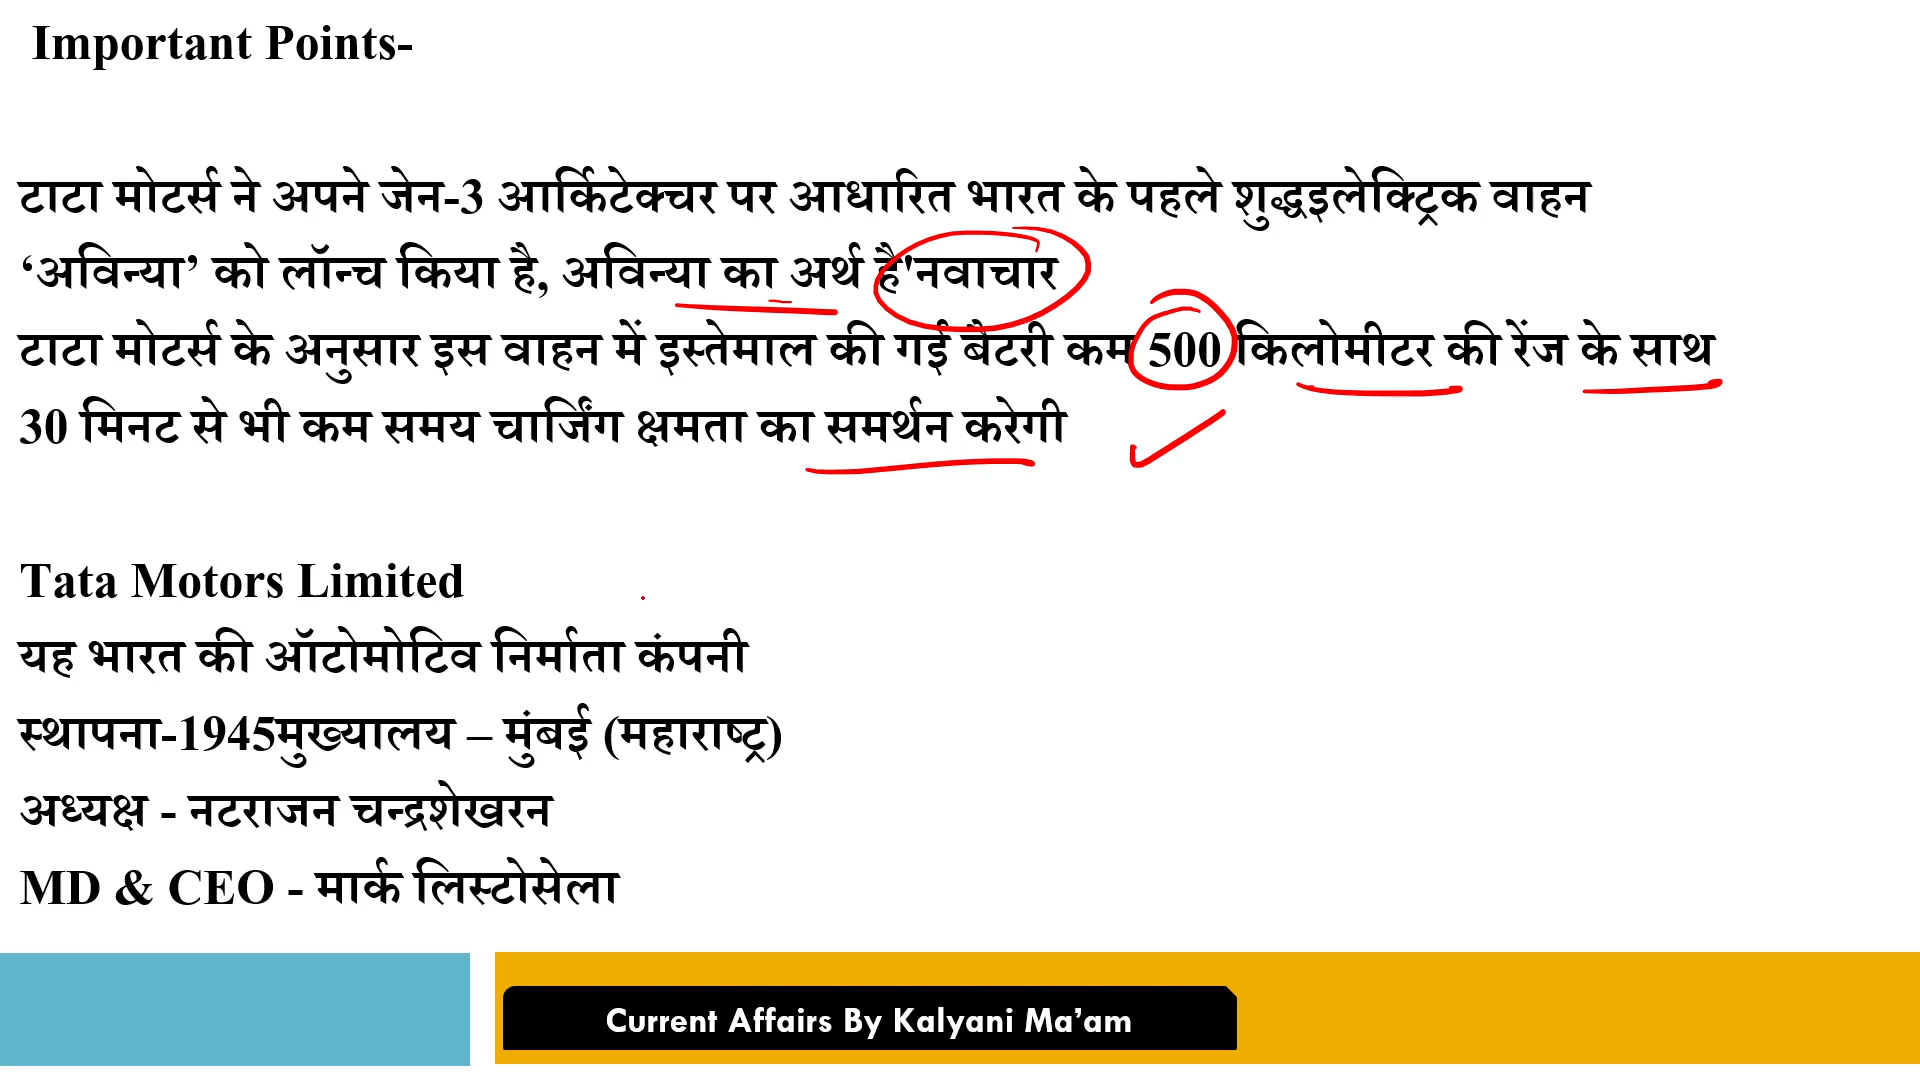 Important Points-
टाटा मोटर्स ने अपने जेन-3 आर्किटेक्चर पर आधारित भारत के पहले शुद्धइलेक्ट्रिक वाहन
‘अविन्या’ को लॉन्च किया है, अविन्या का अर्थ है'नवाचार
टाटा मोटर्स के अनुसार इस वाहन में इस्तेमाल की गई बैटरी कम 500 किलोमीटर की रेंज के साथ
30 मिनट से भी कम समय चार्जिंग क्षमता का समर्थन करेगी
Tata Motors Limited
यह भारत की ऑटोमोटिव निर्माता कंपनी
स्थापना-1945मुख्यालय – मुंबई (महाराष्ट्र)
अध्यक्ष - नटराजन चन्द्रशेखरन
MD & CEO - मार्क लिस्टोसेला
Current Affairs By Kalyani Ma’am